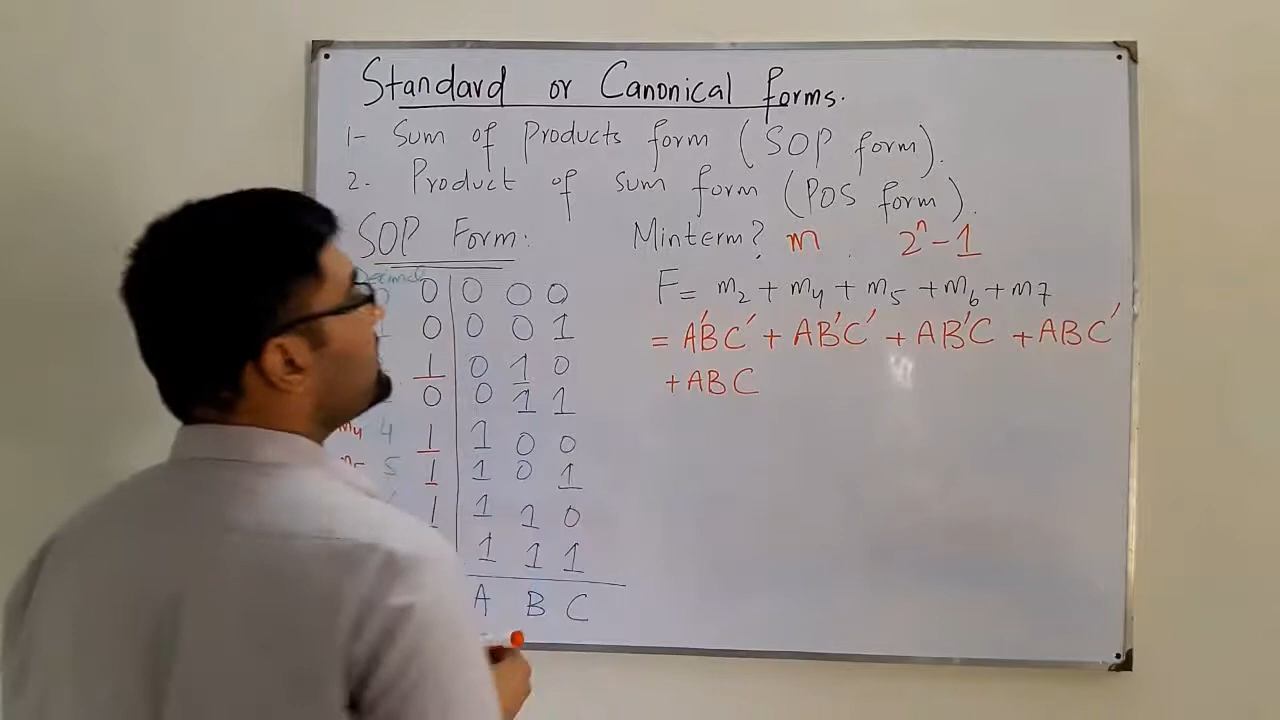 Standard or Canonical forms.
1- Sum of Products form (SOP form).
2. Product of sum form (POS form).
SOP Form:
Minterm? m . 2ⁿ-1
Decimal
F = m₂ + m₄ + m₅ + m₆ + m₇
= A'BC' + AB'C' + AB'C + ABC'
+ ABC
0 0 0 0 0
0 0 0 1
1 0 1 0
0 0 1 1
m₄ 4 1 1 0 0
5 1 1 0 1
1 1 1 0
1 1 1
A B C